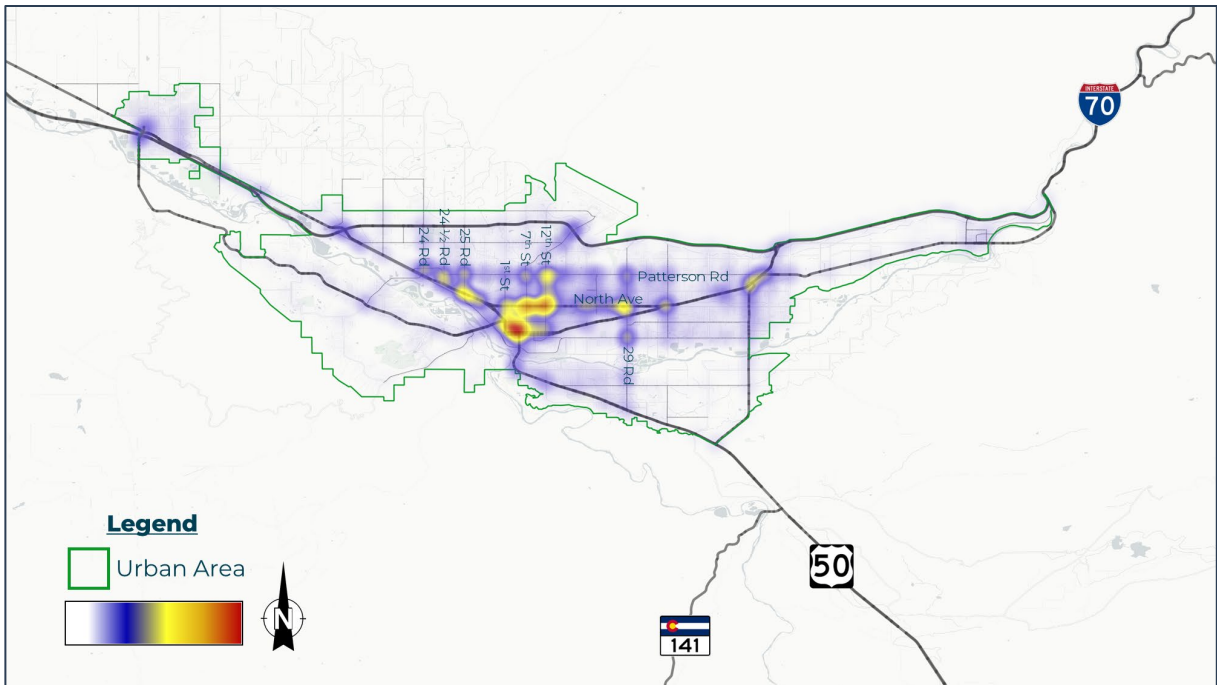 INTERSTATE
70
24 Rd
24 ½ Rd
25 Rd
1st St
7th St
12th St
Patterson Rd
North Ave
29 Rd
Legend
Urban Area
N
50
141